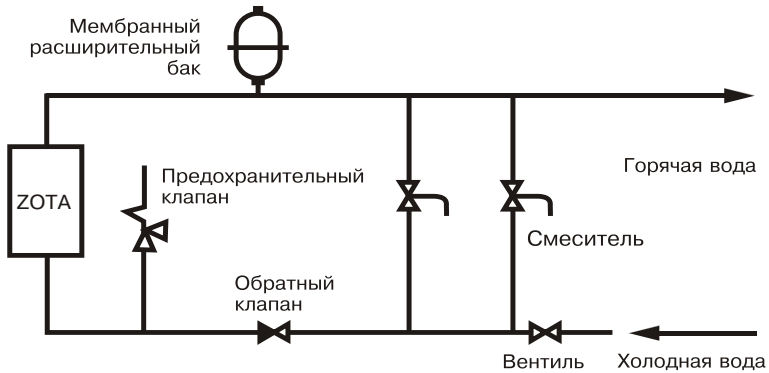 Мембранный
расширительный
бак
Горячая вода
Предохранительный
клапан
ZOTA
Смеситель
Обратный
клапан
Вентиль
Холодная вода